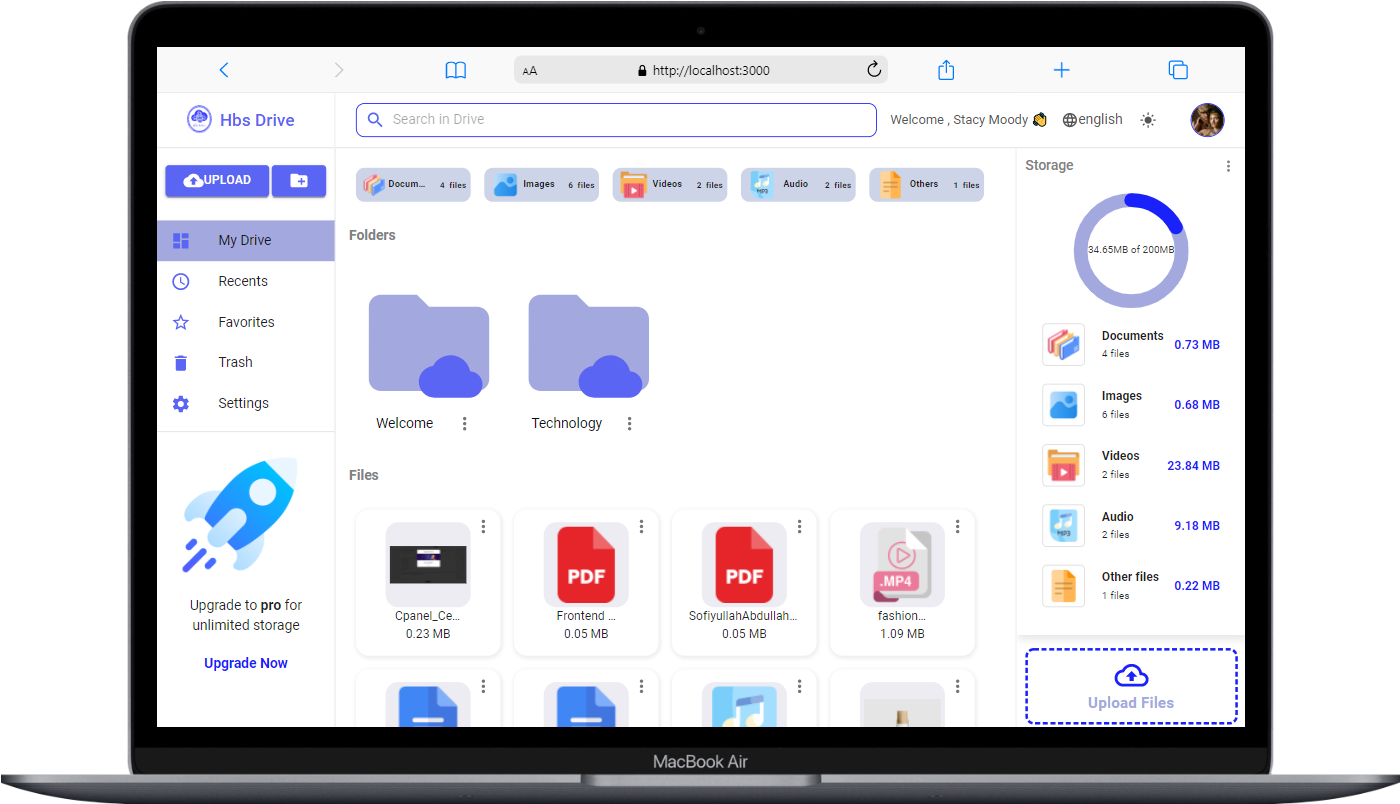 AA http://localhost:3000
Hbs Drive
Search in Drive
Welcome , Stacy Moody 👏 english
UPLOAD
My Drive
Recents
Favorites
Trash
Settings
Upgrade to pro for
unlimited storage
Upgrade Now
Docum... 4 files
Images 6 files
Videos 2 files
MP3 Audio 2 files
Others 1 files
Folders
Welcome
Technology
Files
Cpanel_Ce...
0.23 MB
PDF
Frontend ...
0.05 MB
PDF
SofiyullahAbdullah...
0.05 MB
.MP4
fashion...
1.09 MB
Storage
34.65MB of 200MB
Documents
4 files
0.73 MB
Images
6 files
0.68 MB
Videos
2 files
23.84 MB
MP3
Audio
2 files
9.18 MB
Other files
1 files
0.22 MB
Upload Files
MacBook Air